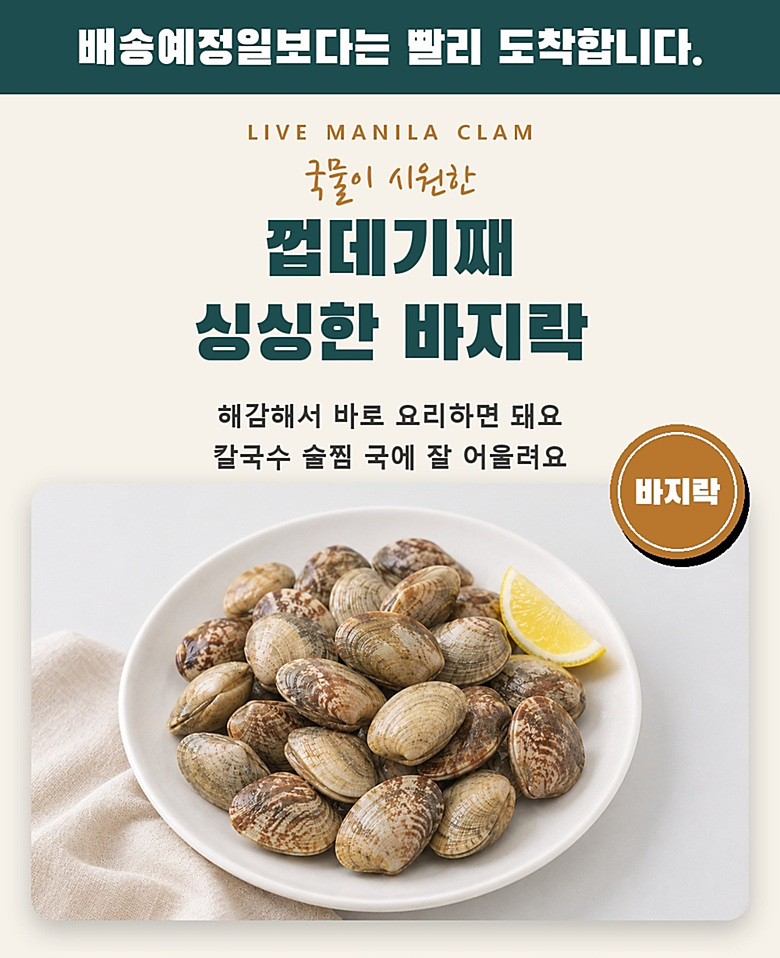 배송예정일보다는 빨리 도착합니다.
LIVE MANILA CLAM
국물이 시원한
껍데기째
싱싱한 바지락
해감해서 바로 요리하면 돼요
칼국수 술찜 국에 잘 어울려요
바지락